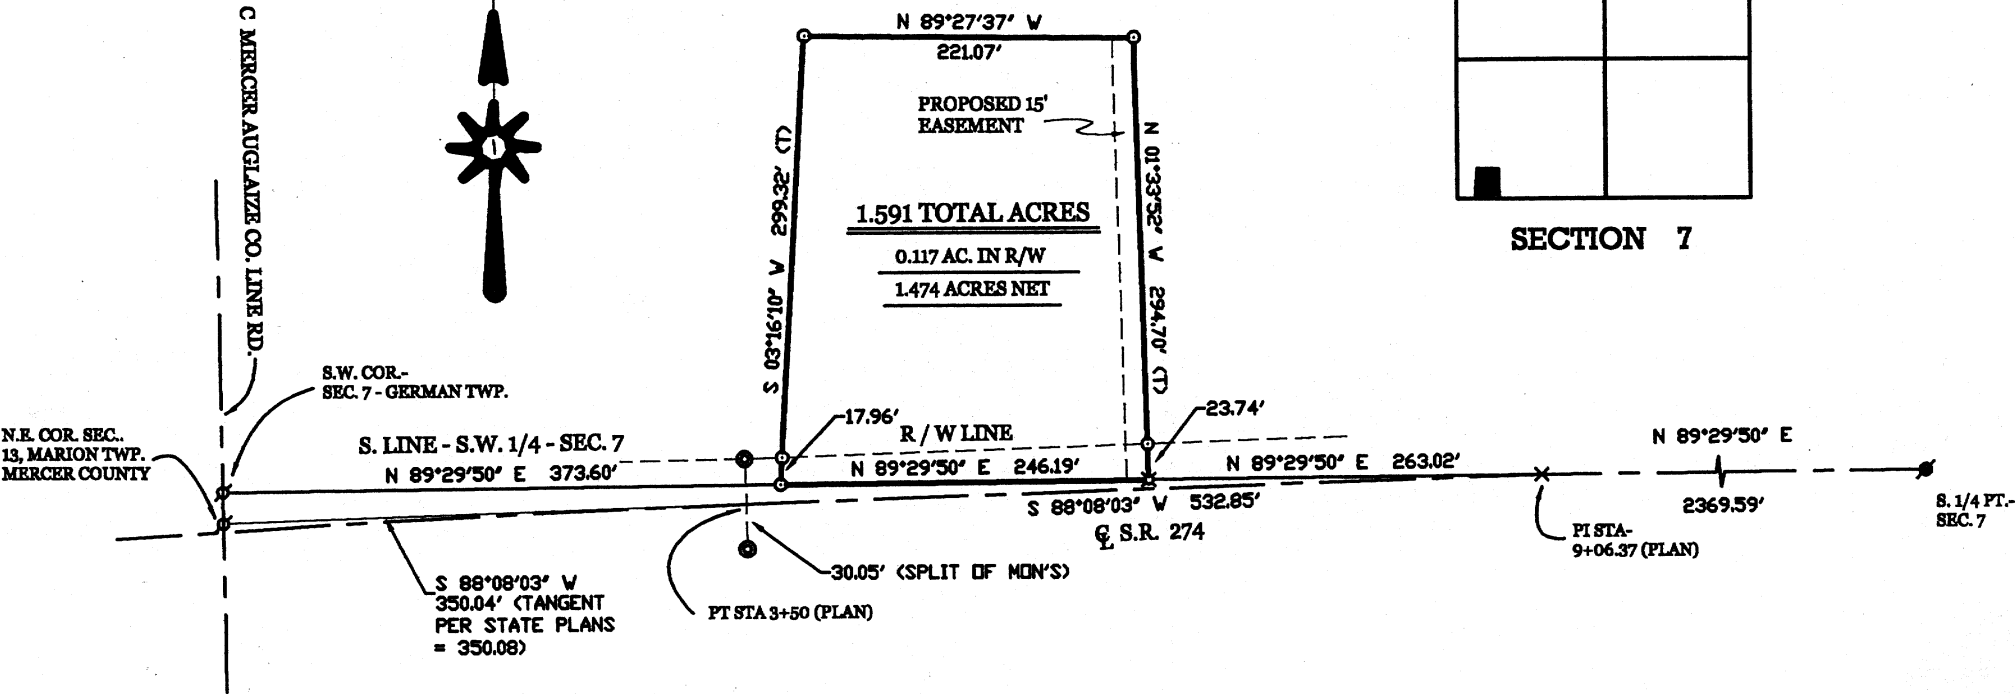 N 89°27'37" W
221.07'
C MERCER AUGLAIZE CO. LINE RD.
PROPOSED 15'
EASEMENT
S 03°16'10" W 299.32' (T)
N 01°33'52" W 294.70' (T)
1.591 TOTAL ACRES
0.117 AC. IN R/W
1.474 ACRES NET
SECTION 7
S.W. COR.-
SEC. 7 - GERMAN TWP.
N.E. COR. SEC..
13, MARION TWP.
MERCER COUNTY
S. LINE - S.W. 1/4 - SEC. 7
N 89°29'50" E 373.60'
17.96'
R / W LINE
N 89°29'50" E 246.19'
23.74'
N 89°29'50" E 263.02'
N 89°29'50" E
2369.59'
S. 1/4 PT.-
SEC. 7
S 88°08'03" W 532.85'
℄ S.R. 274
PI STA-
9+06.37 (PLAN)
30.05' (SPLIT OF MON'S)
PT STA 3+50 (PLAN)
S 88°08'03" W
350.04' (TANGENT
PER STATE PLANS
= 350.08)